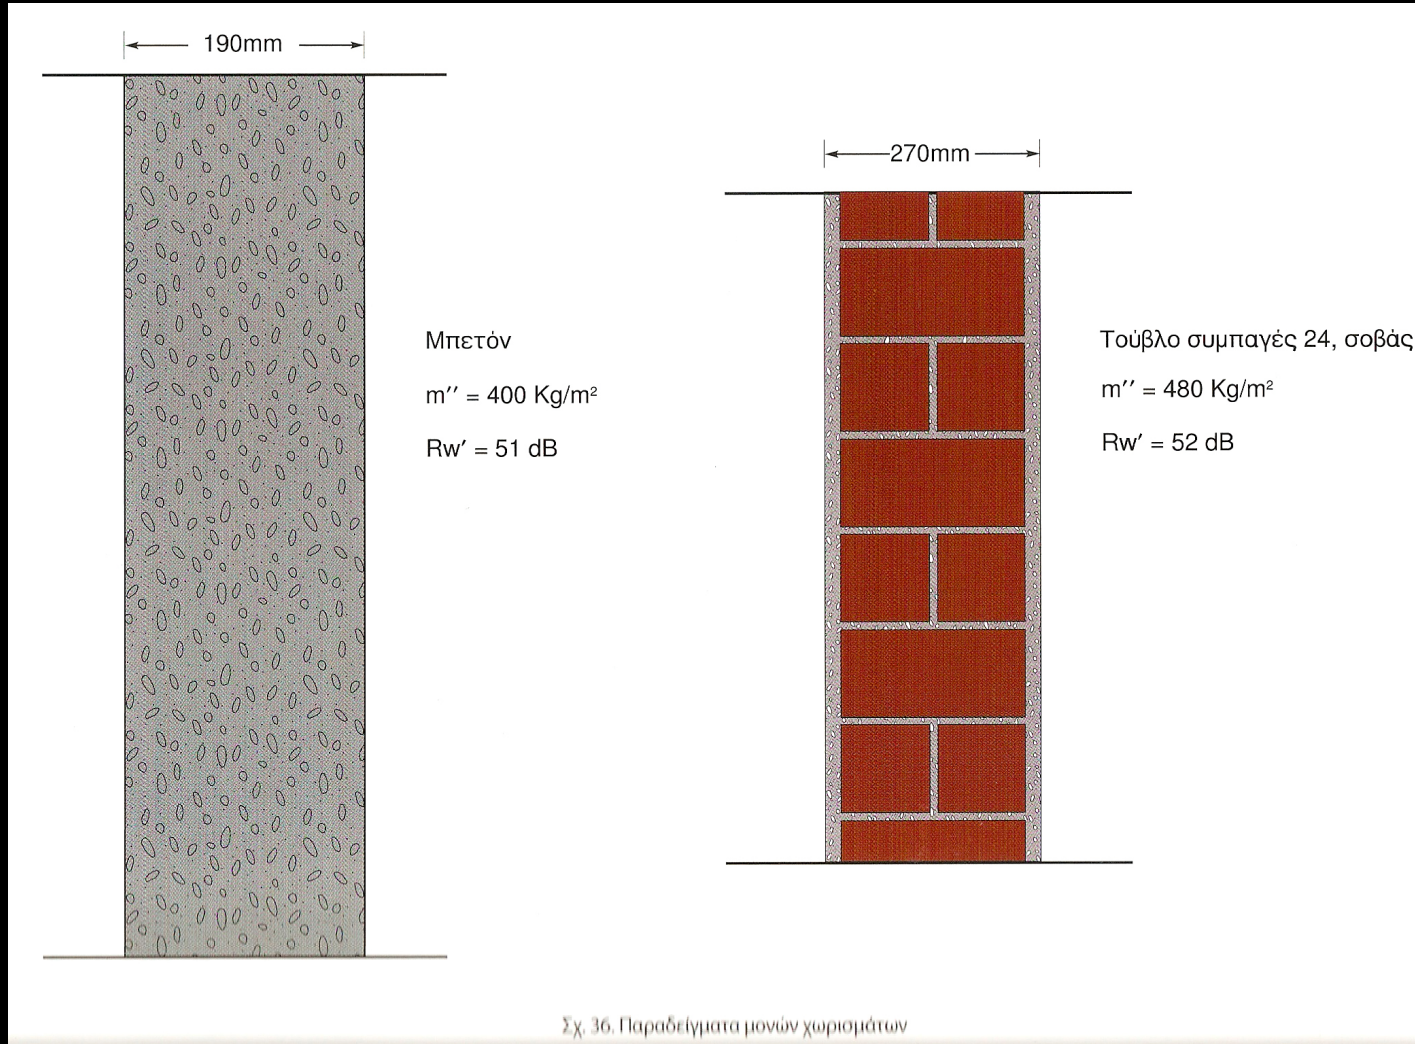 190mm
Μπετόν
m′′ = 400 Kg/m²
Rw′ = 51 dB
270mm
Τούβλο συμπαγές 24, σοβάς
m′′ = 480 Kg/m²
Rw′ = 52 dB
Σχ. 36. Παραδείγματα μονών χωρισμάτων